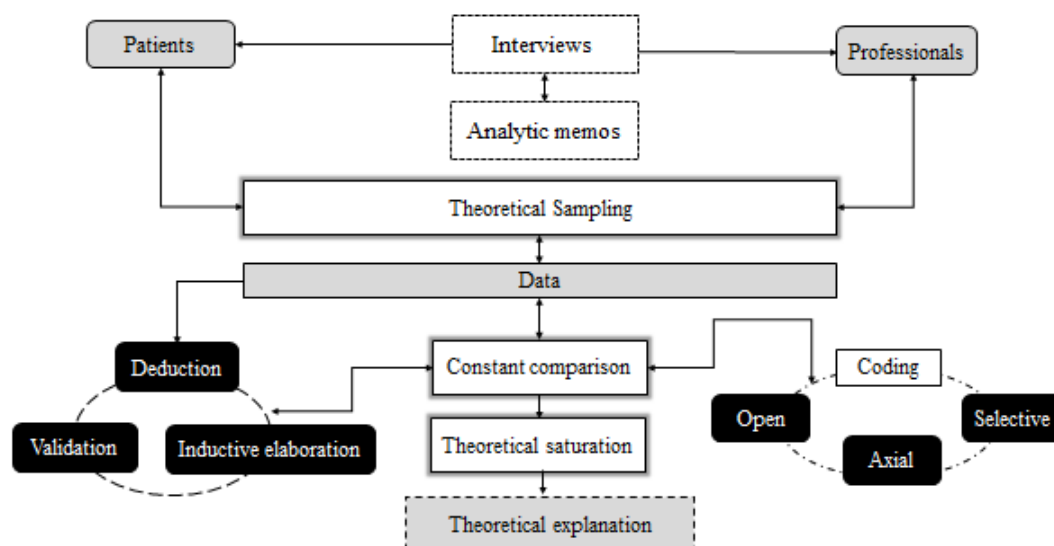 Patients
Interviews
Professionals
Analytic memos
Theoretical Sampling
Data
Deduction
Constant comparison
Coding
Open
Selective
Validation
Inductive elaboration
Theoretical saturation
Axial
Theoretical explanation